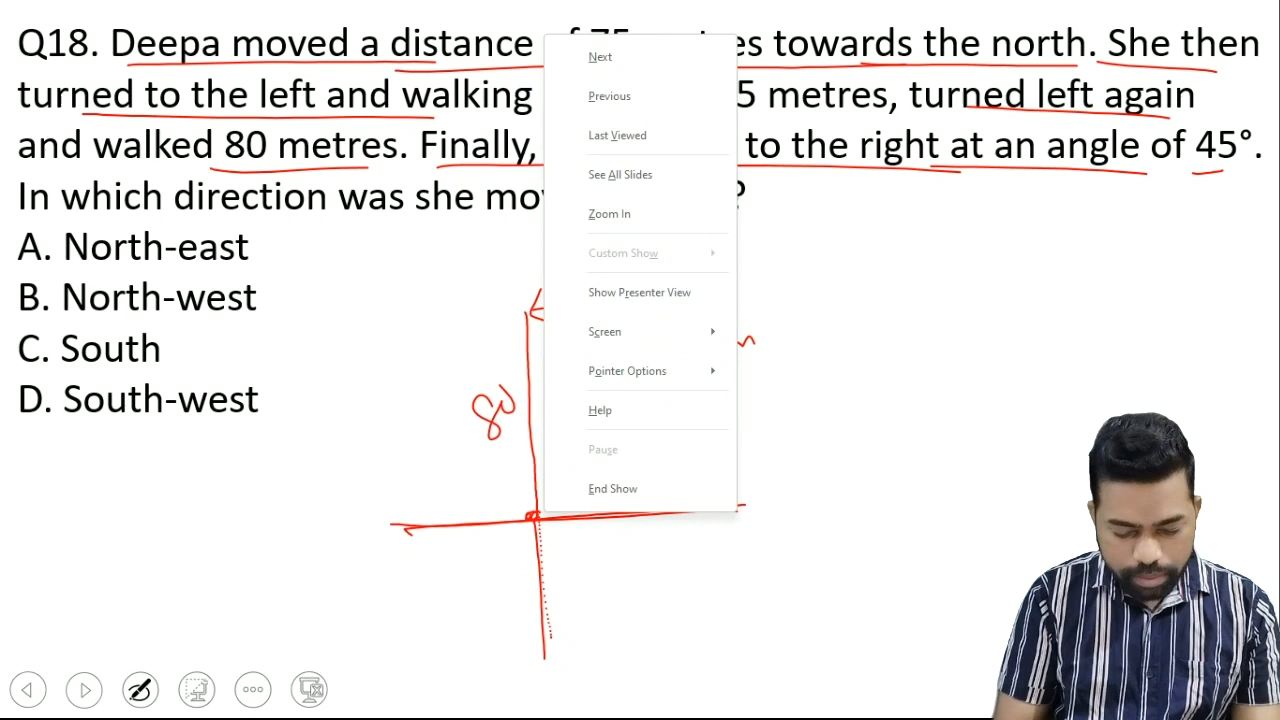 Q18. Deepa moved a distance of 75 metres towards the north. She then
turned to the left and walking 5 metres, turned left again
and walked 80 metres. Finally, to the right at an angle of 45°.
In which direction was she mov ?
A. North-east
B. North-west
C. South
D. South-west
Next
Previous
Last Viewed
See All Slides
Zoom In
Custom Show
Show Presenter View
Screen
Pointer Options
Help
Pause
End Show
80